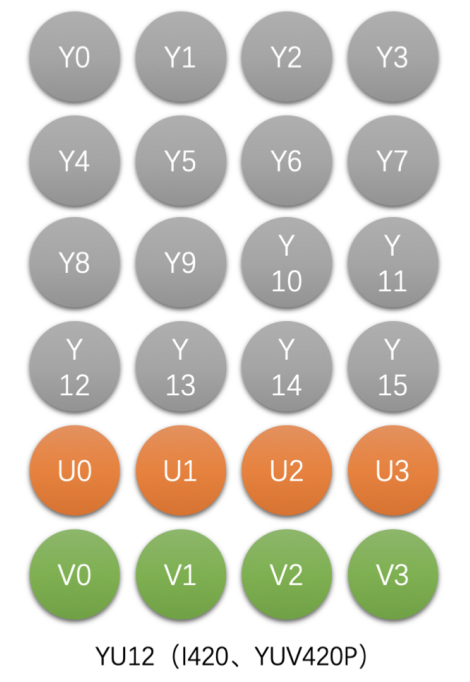 Y0 Y1 Y2 Y3
Y4 Y5 Y6 Y7
Y8 Y9 Y 10 Y 11
Y 12 Y 13 Y 14 Y 15
U0 U1 U2 U3
V0 V1 V2 V3
YU12（I420、YUV420P）